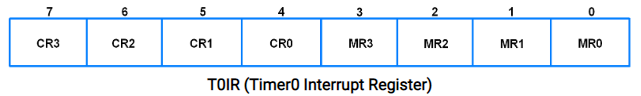 7 6 5 4 3 2 1 0
CR3 CR2 CR1 CR0 MR3 MR2 MR1 MR0
T0IR (Timer0 Interrupt Register)